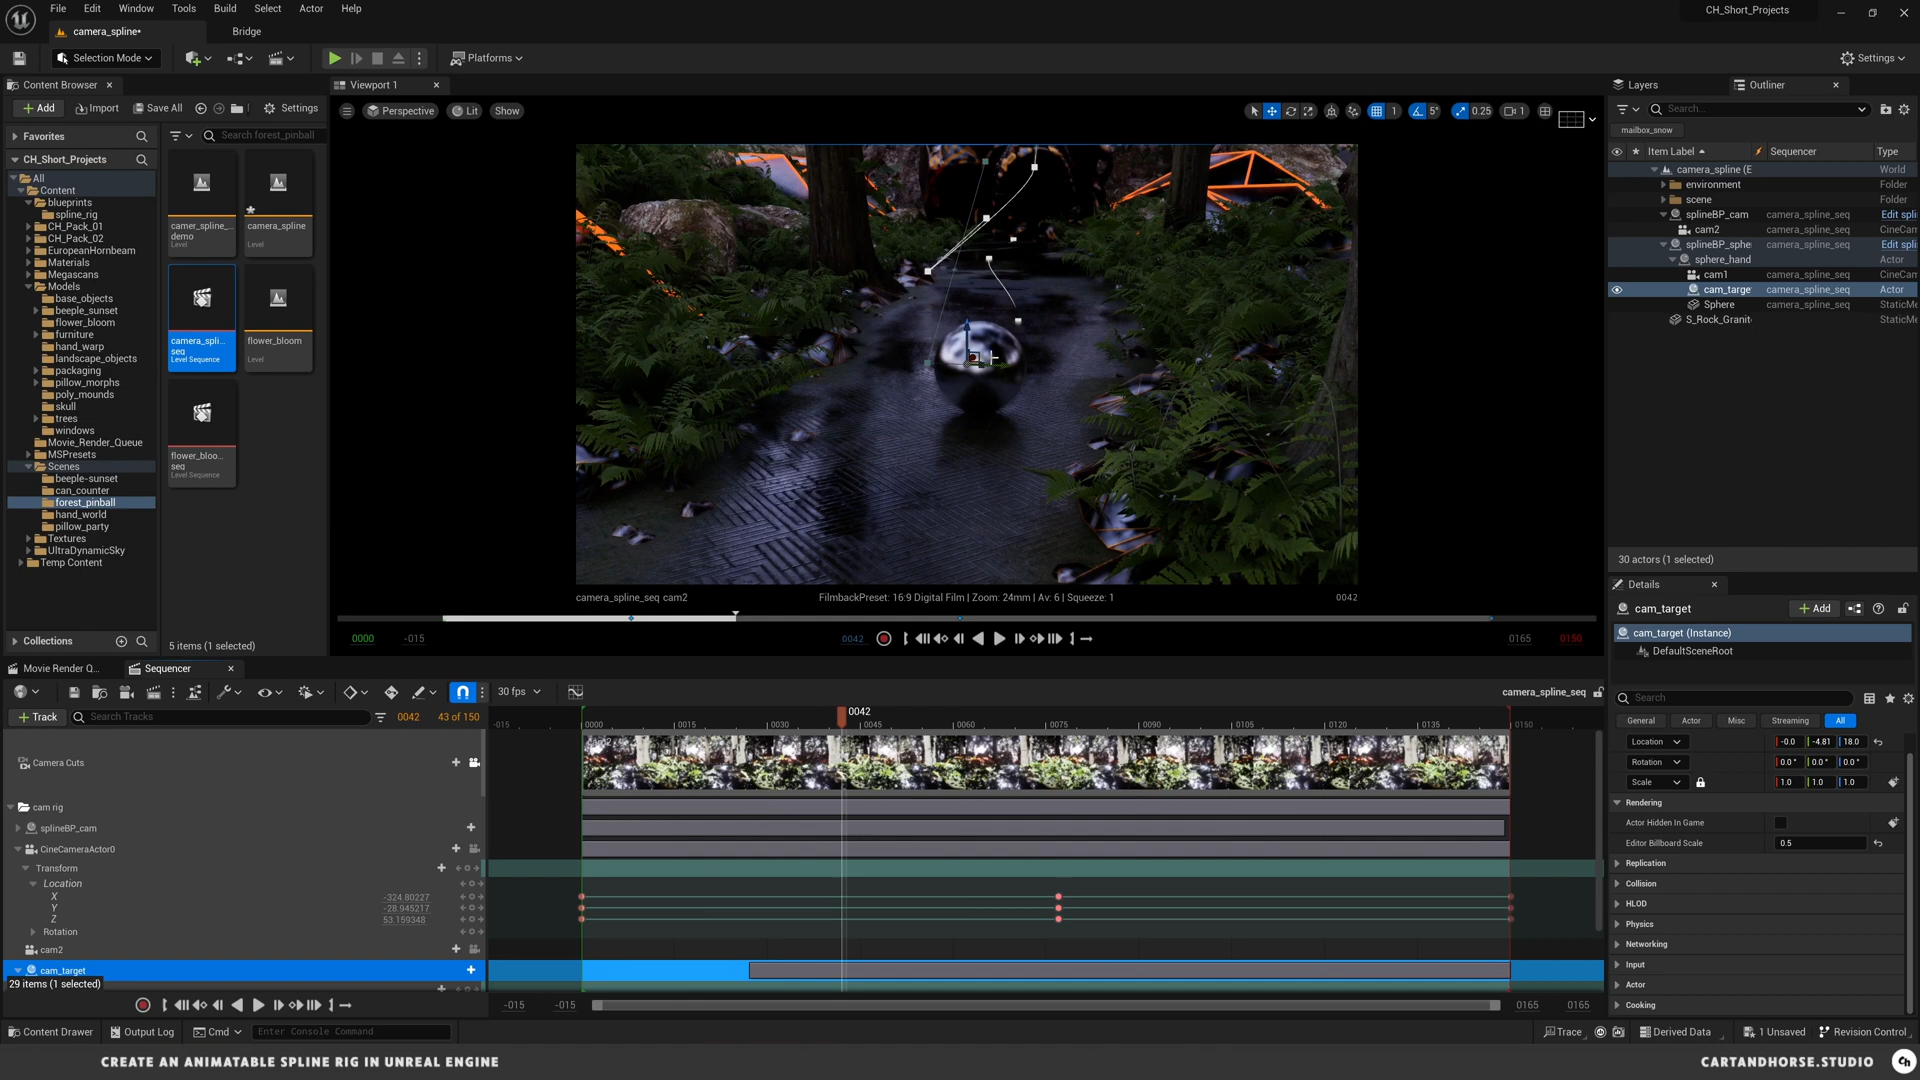 File Edit Window Tools Build Select Actor Help
CH_Short_Projects
camera_spline•
Bridge
Selection Mode
Platforms
Settings
Content Browser
Viewport 1
Layers
Outliner
Add
Import
Save All
Settings
Perspective
Lit
Show
1
5°
0.25
1
Search...
Favorites
Search forest_pinball
mailbox_snow
CH_Short_Projects
Item Label
Sequencer
Type
All
Content
blueprints
spline_rig
CH_Pack_01
CH_Pack_02
EuropeanHornbeam
Materials
Megascans
Models
base_objects
beeple_sunset
flower_bloom
furniture
hand_warp
landscape_objects
packaging
pillow_morphs
poly_mounds
skull
trees
windows
Movie_Render_Queue
MSPresets
Scenes
beeple-sunset
can_counter
forest_pinball
hand_world
pillow_party
Textures
UltraDynamicSky
Temp Content
Collections
camer_spline_...
demo
Level
camera_spline
Level
camera_spli...
seq
Level Sequence
flower_bloom
Level
flower_bloo...
seq
Level Sequence
5 items (1 selected)
camera_spline (E
World
environment
Folder
scene
Folder
splineBP_cam
camera_spline_seq
Edit spli
cam2
camera_spline_seq
CineCam
splineBP_sphe
camera_spline_seq
Edit spli
sphere_hand
camera_spline_seq
Actor
cam1
camera_spline_seq
CineCam
cam_targe
camera_spline_seq
Actor
Sphere
camera_spline_seq
StaticMe
S_Rock_Granit
StaticMe
30 actors (1 selected)
camera_spline_seq cam2
FilmbackPreset: 16:9 Digital Film | Zoom: 24mm | Av: 6 | Squeeze: 1
0042
0000
-015
0042
0165
0150
Details
cam_target
Add
cam_target (Instance)
DefaultSceneRoot
Search
General
Actor
Misc
Streaming
All
Location
-0.0
-4.81
18.0
Rotation
0.0°
0.0°
0.0°
Scale
1.0
1.0
1.0
Rendering
Actor Hidden In Game
Editor Billboard Scale
0.5
Replication
Collision
HLOD
Physics
Networking
Input
Actor
Cooking
Movie Render Q...
Sequencer
30 fps
camera_spline_seq
Track
Search Tracks
0042
43 of 150
0042
-015
0000
0015
0030
0045
0060
0075
0090
0105
0120
0135
0150
Camera Cuts
cam rig
splineBP_cam
CineCameraActor0
Transform
Location
X
-324.80227
Y
-28.945217
Z
53.159348
Rotation
cam2
cam_target
29 items (1 selected)
-015
-015
0165
0165
Content Drawer
Output Log
Cmd
Enter Console Command
Trace
Derived Data
1 Unsaved
Revision Control
CREATE AN ANIMATABLE SPLINE RIG IN UNREAL ENGINE
CARTANDHORSE.STUDIO